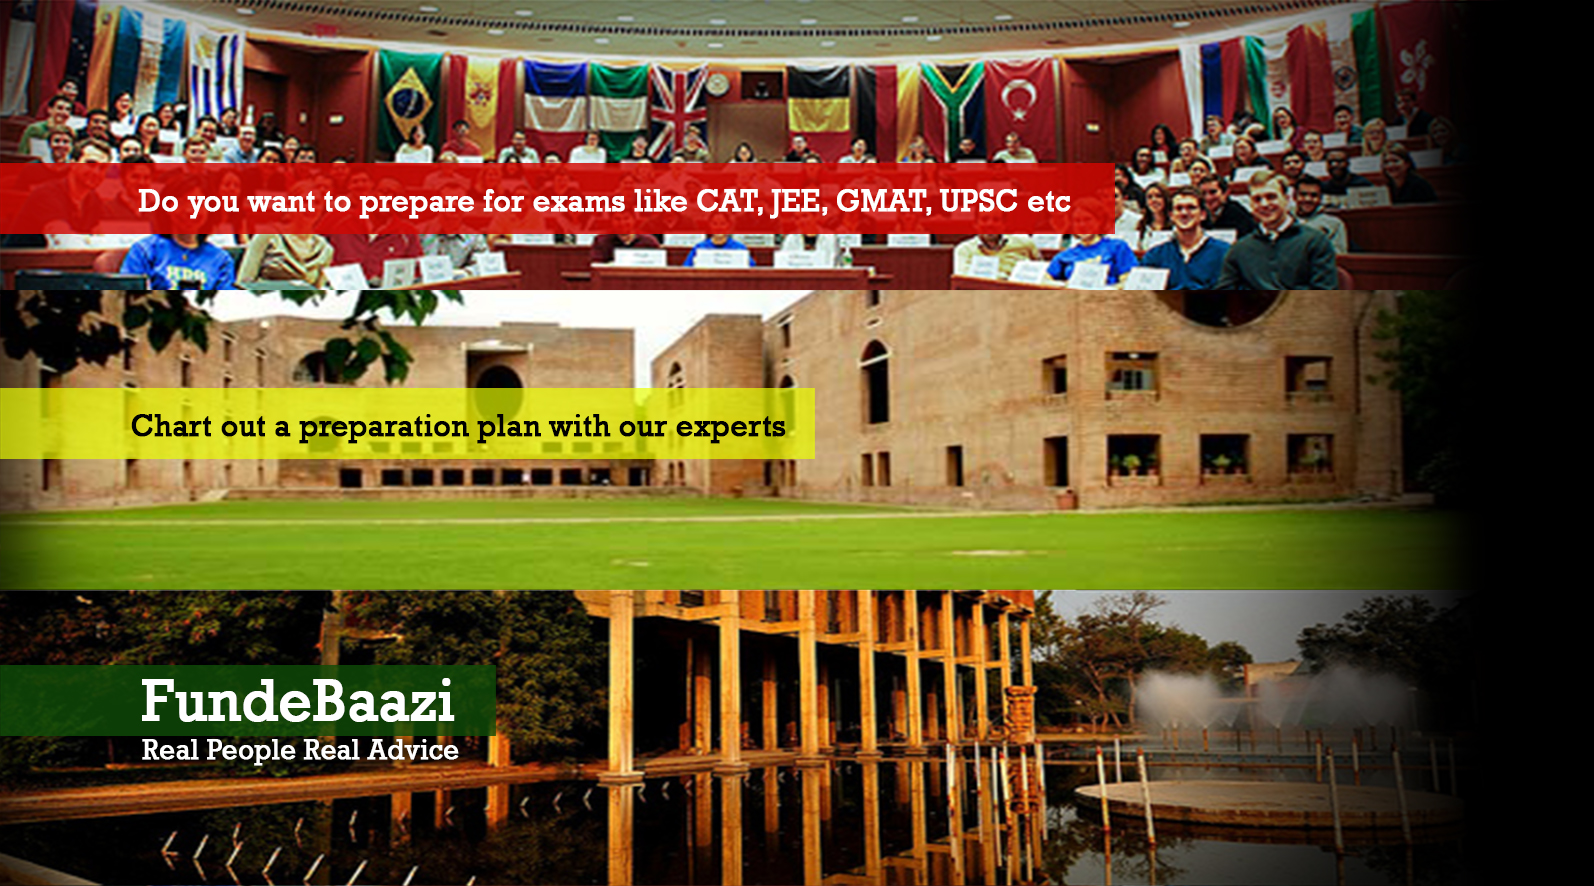 Do you want to prepare for exams like CAT, JEE, GMAT, UPSC etc
Chart out a preparation plan with our experts
FundeBaazi
Real People Real Advice